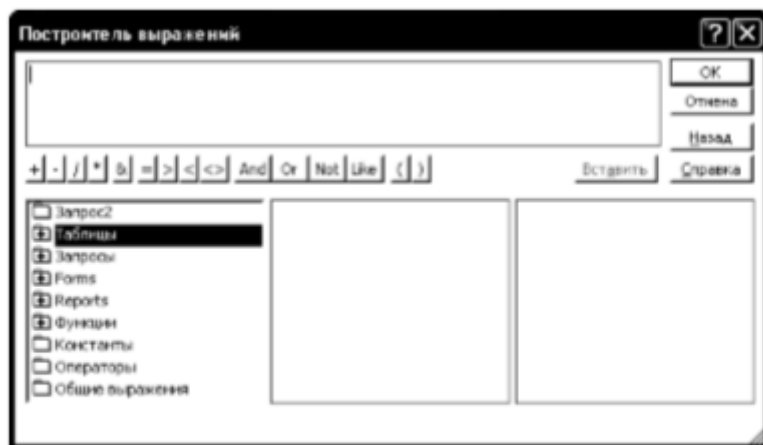 Построитель выражений
OK
Отмена
Назад
+ - / * & = > < <> And Or Not Like ( ) Вставить Справка
Запрос2
Таблицы
Запросы
Forms
Reports
Функции
Константы
Операторы
Общие выражения